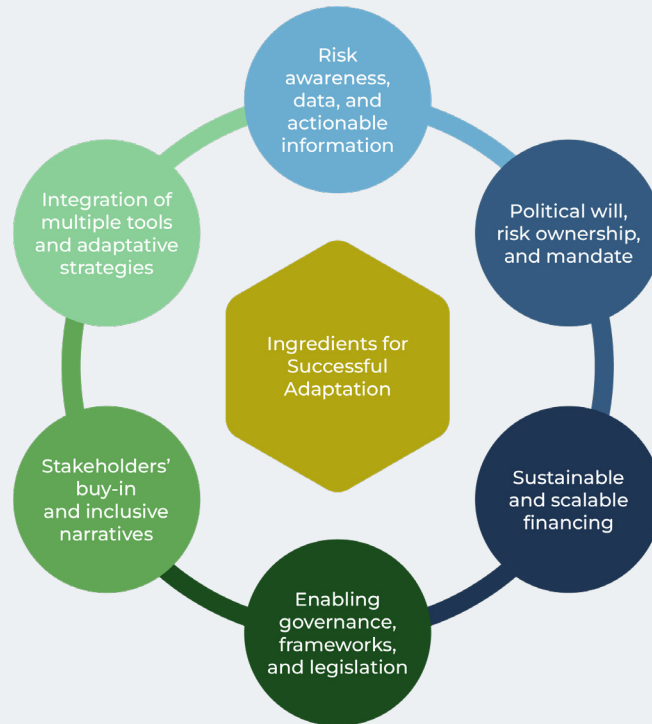 Risk
awareness,
data, and
actionable
information
Political will,
risk ownership,
and mandate
Sustainable
and scalable
financing
Enabling
governance,
frameworks,
and legislation
Stakeholders’
buy-in
and inclusive
narratives
Integration of
multiple tools
and adaptative
strategies
Ingredients for
Successful
Adaptation